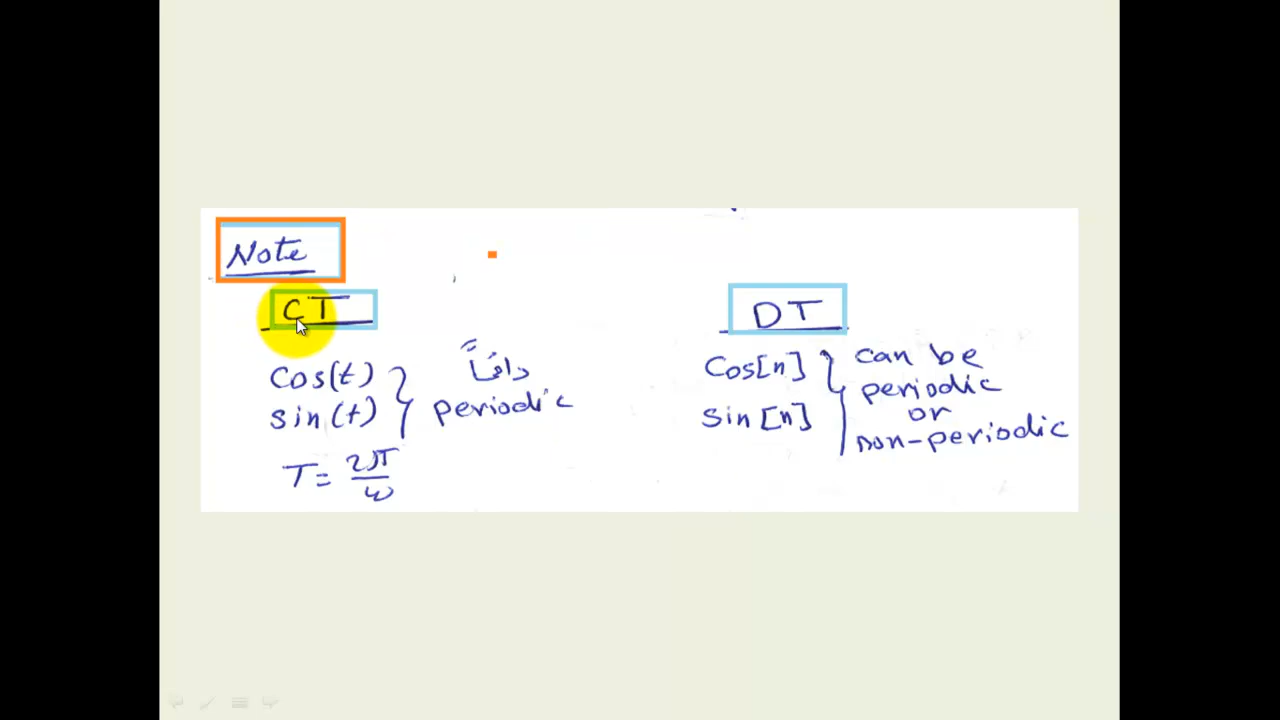 Note
CT
cos(t)
sin(t)
دائماً
periodic
T = 2π/ω
DT
cos[n]
sin[n]
can be
periodic
or
non-periodic